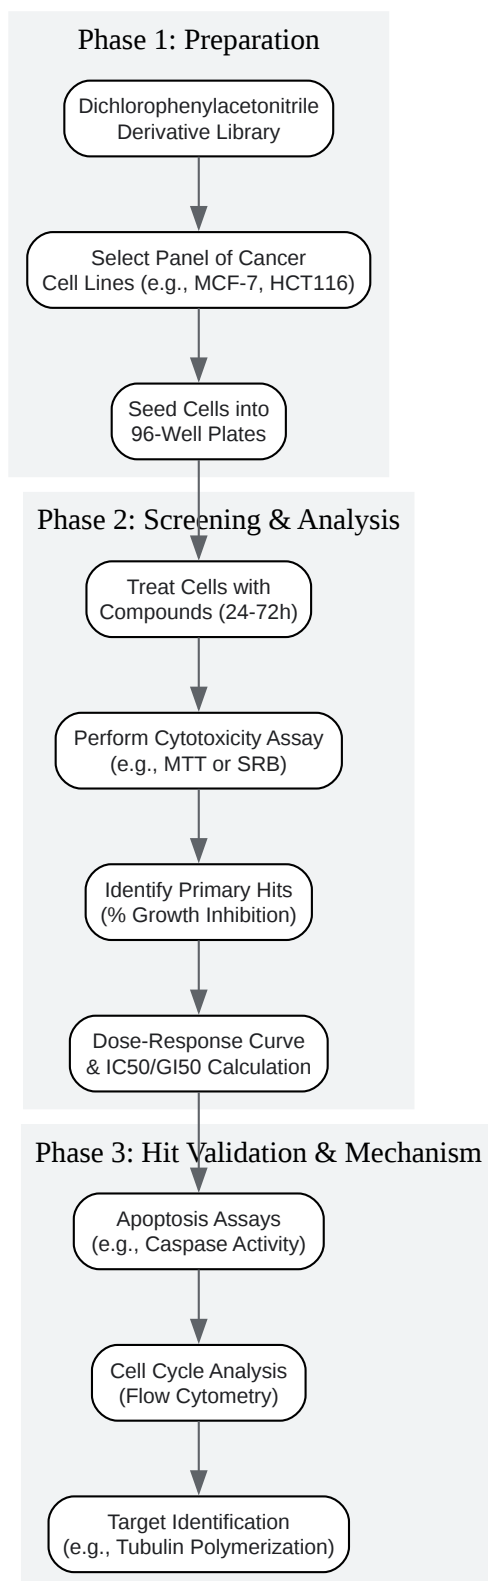 Phase 1: Preparation
Dichlorophenylacetonitrile
Derivative Library
Select Panel of Cancer
Cell Lines (e.g., MCF-7, HCT116)
Seed Cells into
96-Well Plates
Phase 2: Screening & Analysis
Treat Cells with
Compounds (24-72h)
Perform Cytotoxicity Assay
(e.g., MTT or SRB)
Identify Primary Hits
(% Growth Inhibition)
Dose-Response Curve
& IC50/GI50 Calculation
Phase 3: Hit Validation & Mechanism
Apoptosis Assays
(e.g., Caspase Activity)
Cell Cycle Analysis
(Flow Cytometry)
Target Identification
(e.g., Tubulin Polymerization)